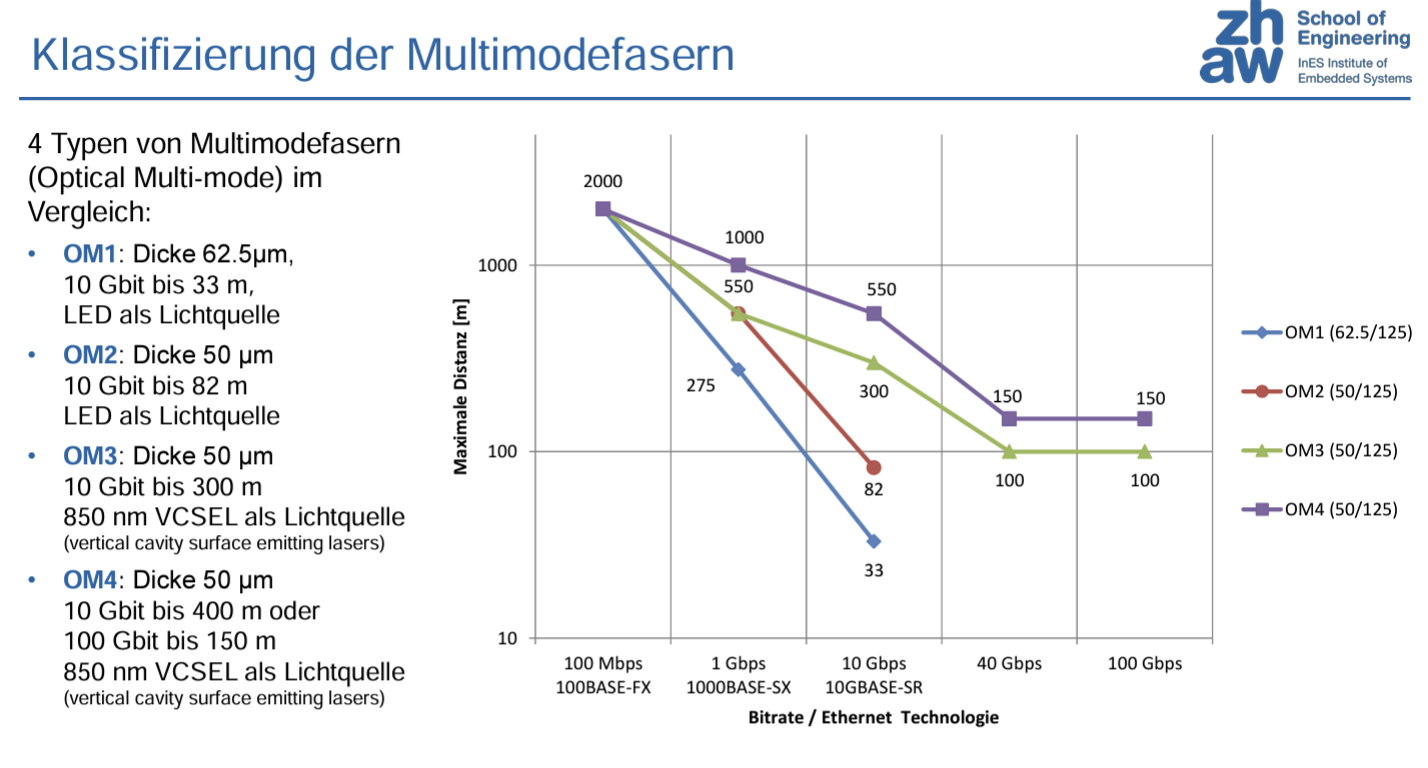 Klassifizierung der Multimodefasern
zh
aw
School of
Engineering
InES Institute of
Embedded Systems
4 Typen von Multimodefasern
(Optical Multi-mode) im
Vergleich:
• OM1: Dicke 62.5µm,
10 Gbit bis 33 m,
LED als Lichtquelle
• OM2: Dicke 50 µm
10 Gbit bis 82 m
LED als Lichtquelle
• OM3: Dicke 50 µm
10 Gbit bis 300 m
850 nm VCSEL als Lichtquelle
(vertical cavity surface emitting lasers)
• OM4: Dicke 50 µm
10 Gbit bis 400 m oder
100 Gbit bis 150 m
850 nm VCSEL als Lichtquelle
(vertical cavity surface emitting lasers)
Maximale Distanz [m]
1000
100
10
2000
1000
550
550
275
300
150
150
82
100
100
33
100 Mbps
100BASE-FX
1 Gbps
1000BASE-SX
10 Gbps
10GBASE-SR
40 Gbps
100 Gbps
Bitrate / Ethernet Technologie
OM1 (62.5/125)
OM2 (50/125)
OM3 (50/125)
OM4 (50/125)